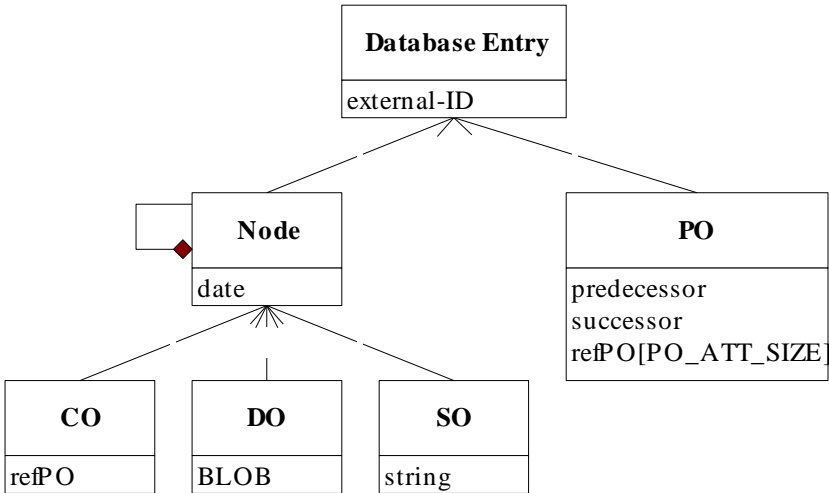 Database Entry
external-ID
Node
date
PO
predecessor
successor
refPO[PO_ATT_SIZE]
CO
refPO
DO
BLOB
SO
string